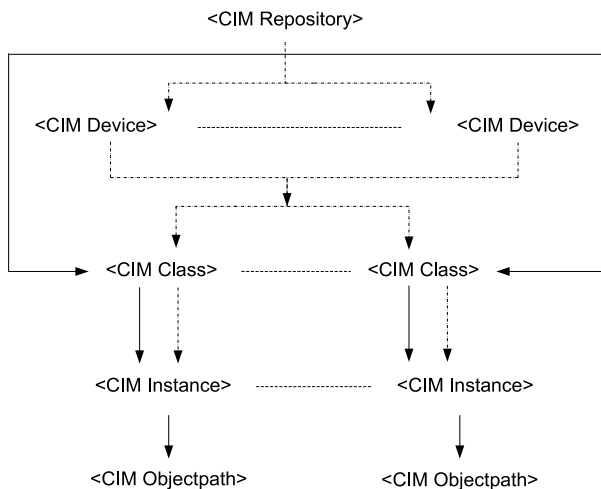 <CIM Repository>
<CIM Device>
<CIM Device>
<CIM Class>
<CIM Class>
<CIM Instance>
<CIM Instance>
<CIM Objectpath>
<CIM Objectpath>